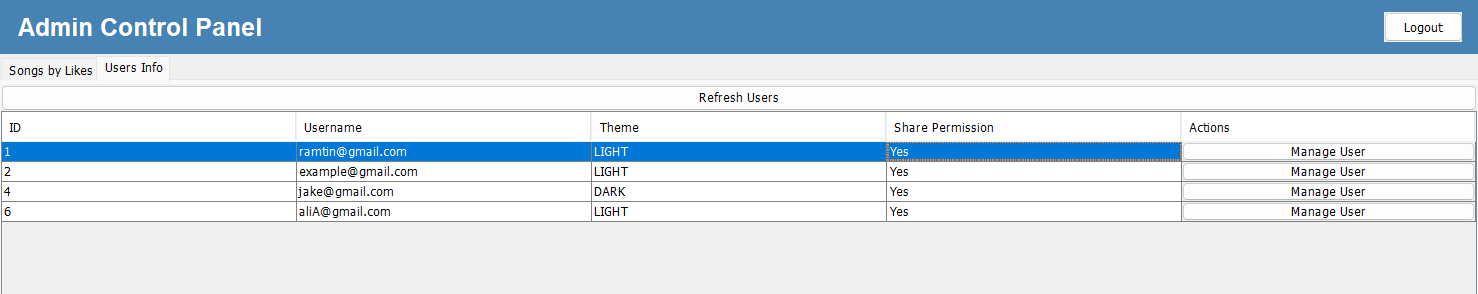 Admin Control Panel
Logout
Songs by Likes Users Info
Refresh Users
ID Username Theme Share Permission Actions
1 ramtin@gmail.com LIGHT Yes Manage User
2 example@gmail.com LIGHT Yes Manage User
4 jake@gmail.com DARK Yes Manage User
6 aliA@gmail.com LIGHT Yes Manage User